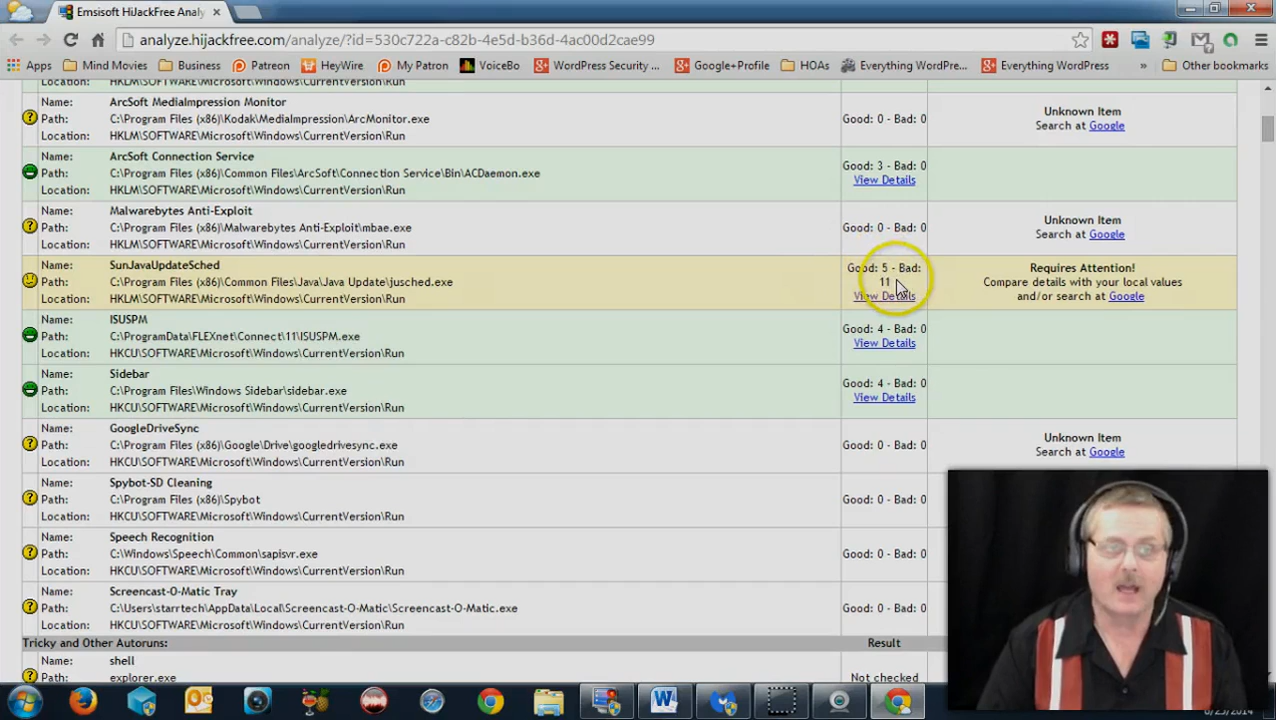 Emsisoft HiJackFree Analy
analyze.hijackfree.com/analyze/?id=530c722a-c82b-4e5d-b36d-4ac00d2cae99
Apps Mind Movies Business Patreon HeyWire My Patron VoiceBo WordPress Security ... Google+Profile HOAs Everything WordPre... Everything WordPress » Other bookmarks
Location: HKLM\SOFTWARE\Microsoft\Windows\CurrentVersion\Run
Name: ArcSoft MediaImpression Monitor
Path: C:\Program Files (x86)\Kodak\MediaImpression\ArcMonitor.exe
Location: HKLM\SOFTWARE\Microsoft\Windows\CurrentVersion\Run
Good: 0 - Bad: 0
Unknown Item
Search at Google
Name: ArcSoft Connection Service
Path: C:\Program Files (x86)\Common Files\ArcSoft\Connection Service\Bin\ACDaemon.exe
Location: HKLM\SOFTWARE\Microsoft\Windows\CurrentVersion\Run
Good: 3 - Bad: 0
View Details
Name: Malwarebytes Anti-Exploit
Path: C:\Program Files (x86)\Malwarebytes Anti-Exploit\mbae.exe
Location: HKLM\SOFTWARE\Microsoft\Windows\CurrentVersion\Run
Good: 0 - Bad: 0
Unknown Item
Search at Google
Name: SunJavaUpdateSched
Path: C:\Program Files (x86)\Common Files\Java\Java Update\jusched.exe
Location: HKLM\SOFTWARE\Microsoft\Windows\CurrentVersion\Run
Good: 5 - Bad:
11
View Details
Requires Attention!
Compare details with your local values
and/or search at Google
Name: ISUSPM
Path: C:\ProgramData\FLEXnet\Connect\11\ISUSPM.exe
Location: HKCU\SOFTWARE\Microsoft\Windows\CurrentVersion\Run
Good: 4 - Bad: 0
View Details
Name: Sidebar
Path: C:\Program Files\Windows Sidebar\sidebar.exe
Location: HKCU\SOFTWARE\Microsoft\Windows\CurrentVersion\Run
Good: 4 - Bad: 0
View Details
Name: GoogleDriveSync
Path: C:\Program Files (x86)\Google\Drive\googledrivesync.exe
Location: HKCU\SOFTWARE\Microsoft\Windows\CurrentVersion\Run
Good: 0 - Bad: 0
Unknown Item
Search at Google
Name: Spybot-SD Cleaning
Path: C:\Program Files (x86)\Spybot
Location: HKCU\SOFTWARE\Microsoft\Windows\CurrentVersion\Run
Good: 0 - Bad: 0
Name: Speech Recognition
Path: C:\Windows\Speech\Common\sapisvr.exe
Location: HKCU\SOFTWARE\Microsoft\Windows\CurrentVersion\Run
Good: 0 - Bad: 0
Name: Screencast-O-Matic Tray
Path: C:\Users\starrtech\AppData\Local\Screencast-O-Matic\Screencast-O-Matic.exe
Location: HKCU\SOFTWARE\Microsoft\Windows\CurrentVersion\Run
Good: 0 - Bad: 0
Tricky and Other Autoruns: Result
Name: shell
Path: explorer.exe
Not checked